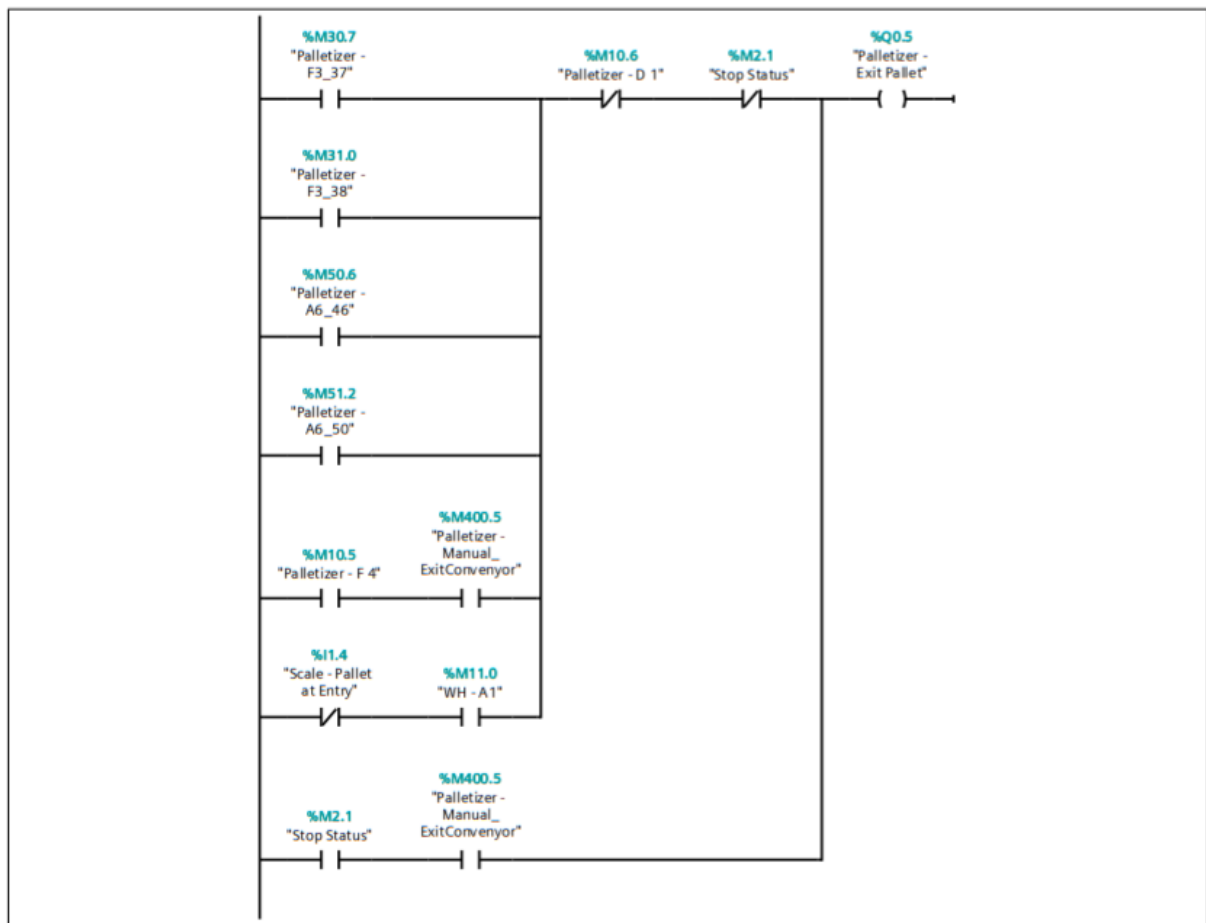 %M30.7
"Palletizer -
F3_37"
%M10.6
"Palletizer - D 1"
%M2.1
"Stop Status"
%Q0.5
"Palletizer -
Exit Pallet"
%M31.0
"Palletizer -
F3_38"
%M50.6
"Palletizer -
A6_46"
%M51.2
"Palletizer -
A6_50"
%M10.5
"Palletizer - F 4"
%M400.5
"Palletizer -
Manual_
ExitConvenyor"
%I1.4
"Scale - Pallet
at Entry"
%M11.0
"WH - A1"
%M2.1
"Stop Status"
%M400.5
"Palletizer -
Manual_
ExitConvenyor"